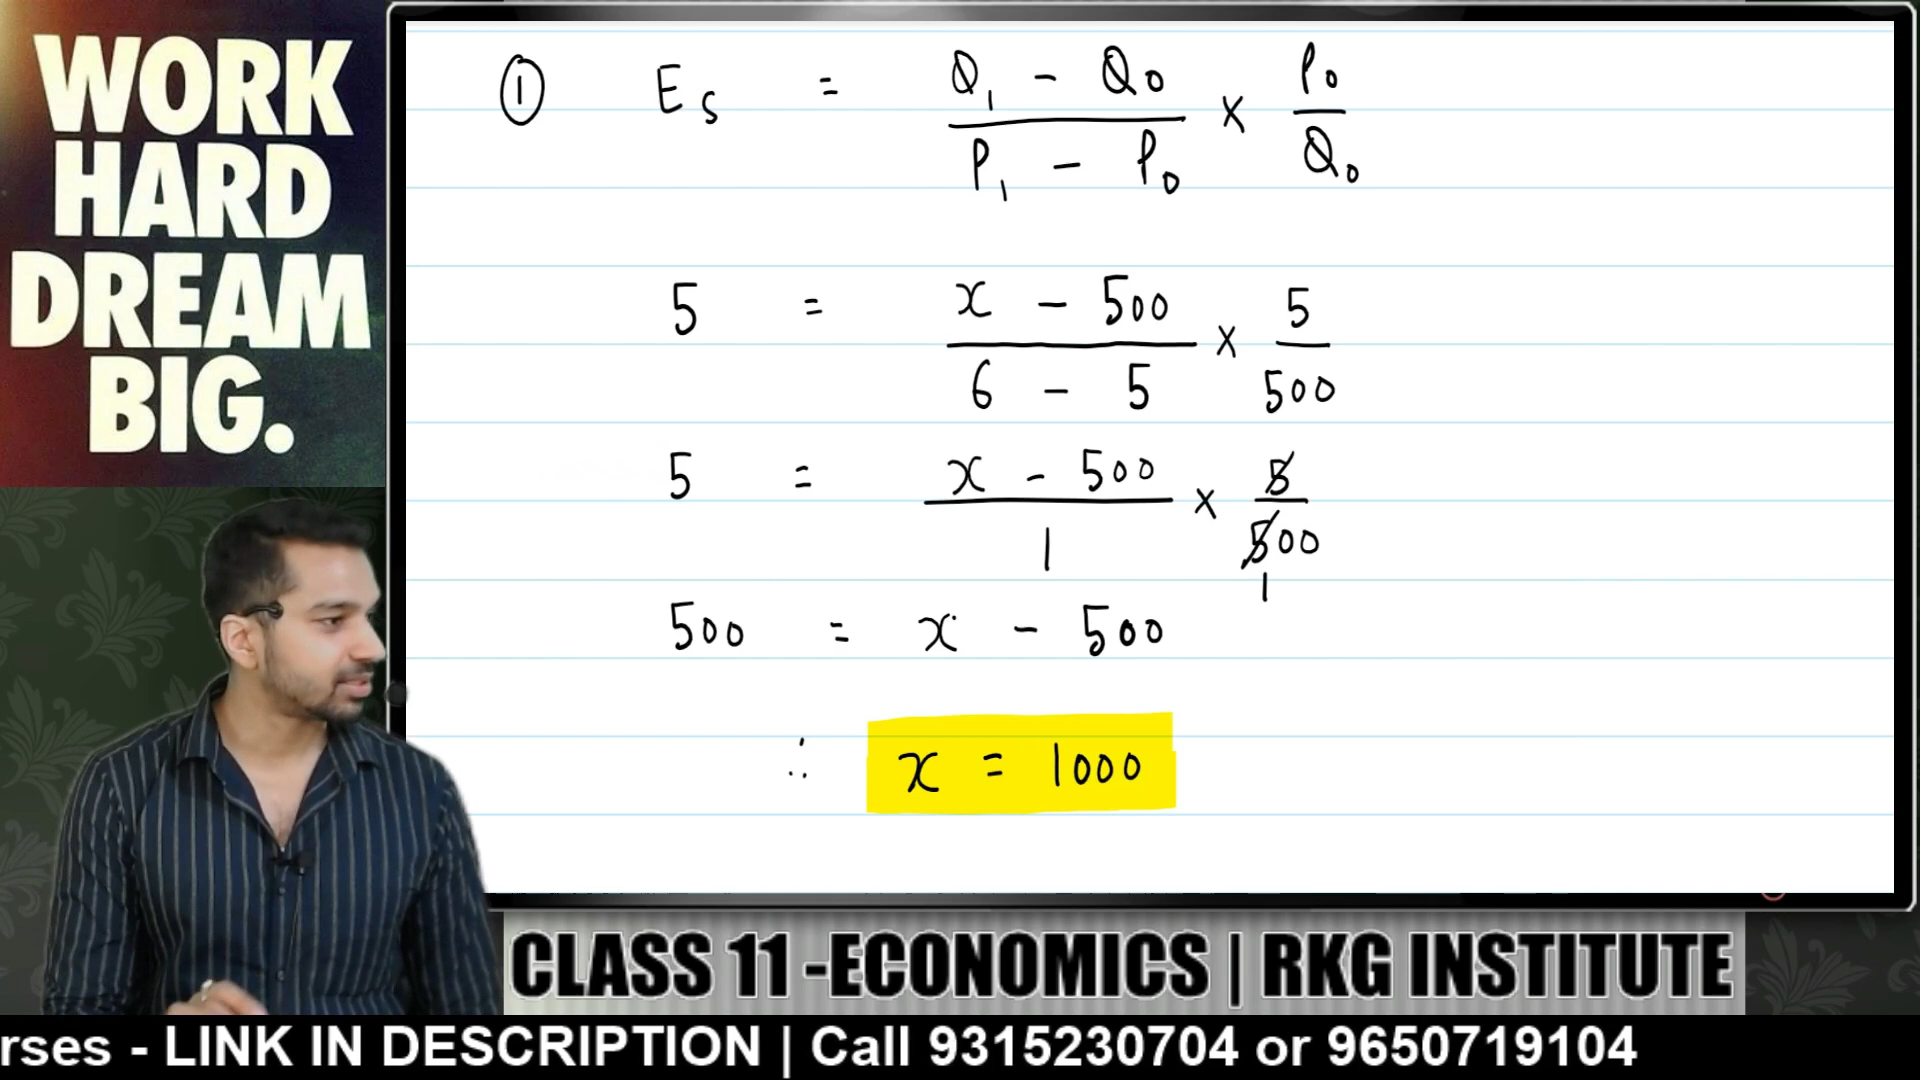 WORK
HARD
DREAM
BIG.
① Es = Q₁ - Q₀ / P₁ - P₀ × P₀ / Q₀
5 = x - 500 / 6 - 5 × 5 / 500
5 = x - 500 / 1 × 5 / 500
1
500 = x - 500
∴ x = 1000
CLASS 11 -ECONOMICS | RKG INSTITUTE
rses - LINK IN DESCRIPTION | Call 9315230704 or 9650719104